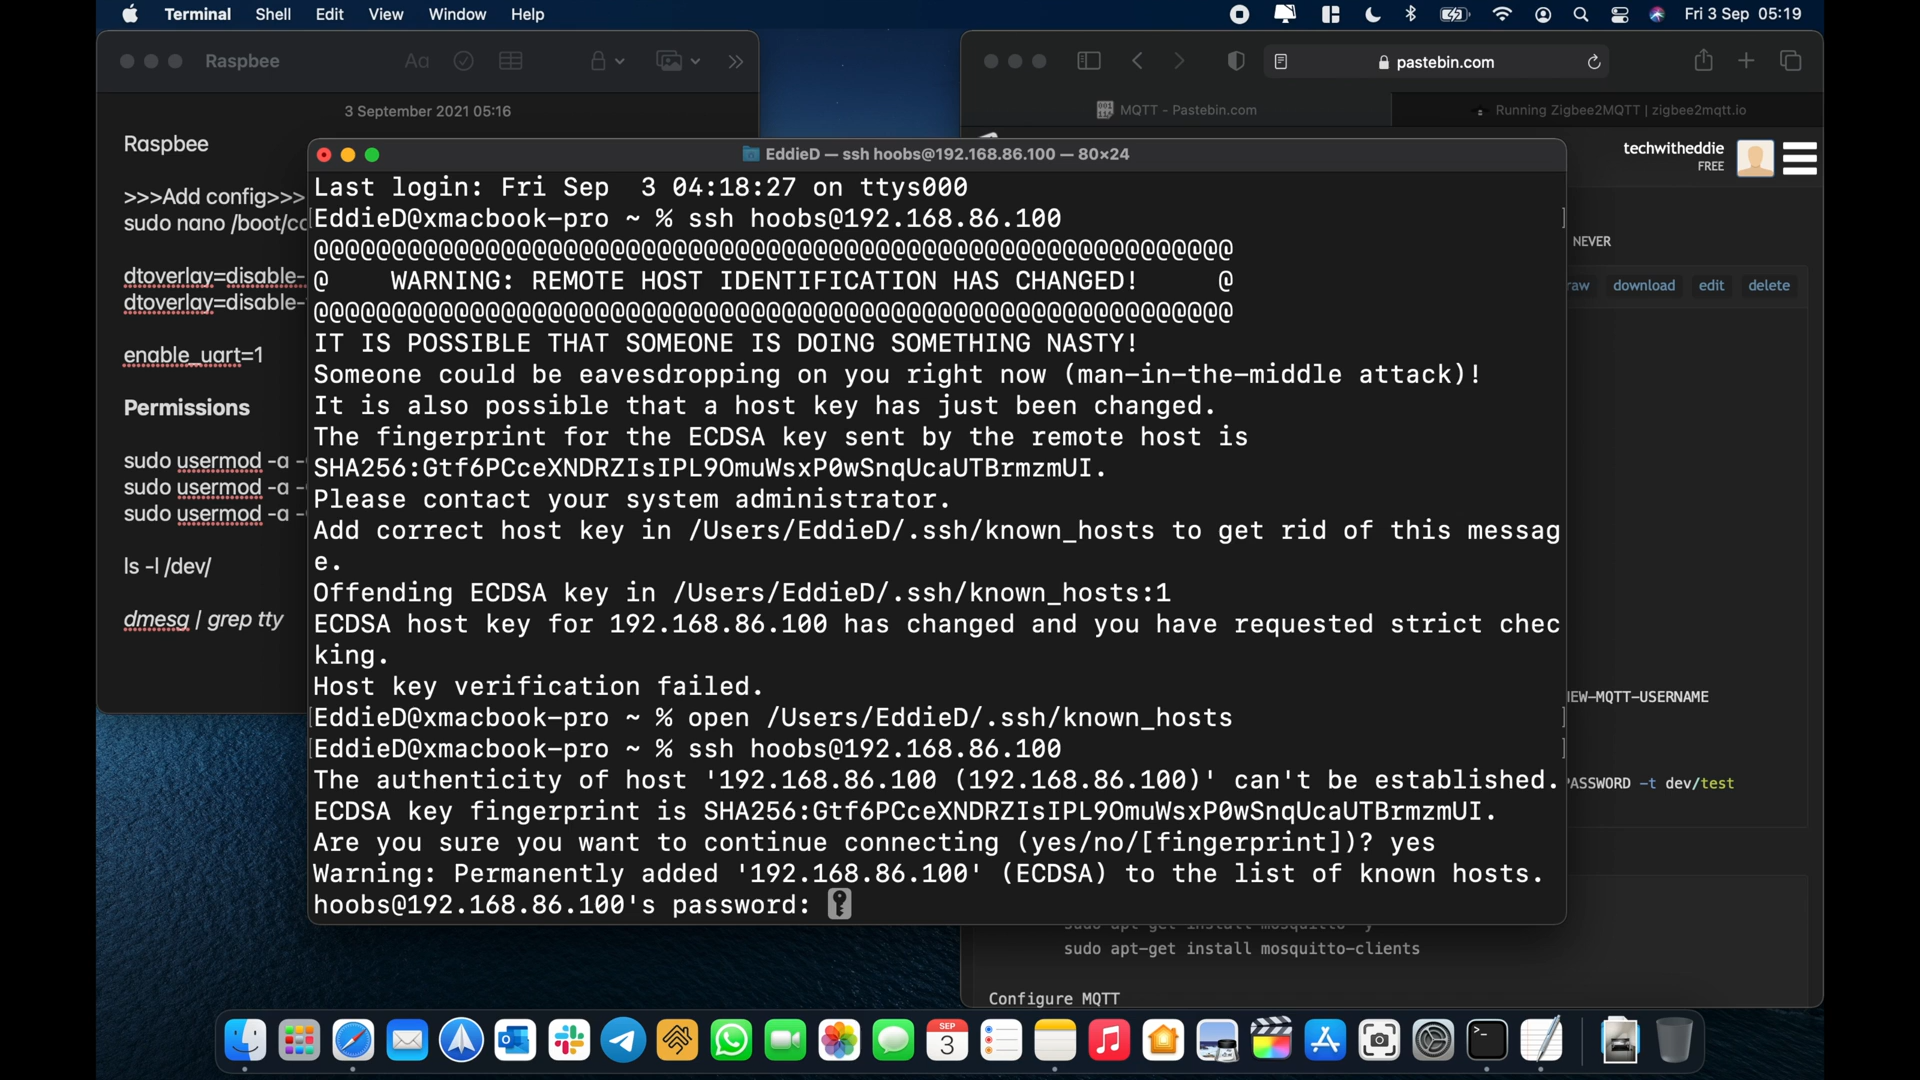 Terminal Shell Edit View Window Help
Fri 3 Sep 05:19
Raspbee
Aa
3 September 2021 05:16
Raspbee
>>>Add config>>>
sudo nano /boot/co
dtoverlay=disable-
dtoverlay=disable-
enable_uart=1
Permissions
sudo usermod -a -
sudo usermod -a -
sudo usermod -a -
ls -l /dev/
dmesg | grep tty
pastebin.com
MQTT - Pastebin.com
Running Zigbee2MQTT | zigbee2mqtt.io
techwitheddie
FREE
NEVER
raw download edit delete
EW-MQTT-USERNAME
PASSWORD -t dev/test
sudo apt-get install mosquitto -y
sudo apt-get install mosquitto-clients
Configure MQTT
EddieD — ssh hoobs@192.168.86.100 — 80×24
Last login: Fri Sep  3 04:18:27 on ttys000
EddieD@xmacbook-pro ~ % ssh hoobs@192.168.86.100
@@@@@@@@@@@@@@@@@@@@@@@@@@@@@@@@@@@@@@@@@@@@@@@@@@@@@@@@@@@
@    WARNING: REMOTE HOST IDENTIFICATION HAS CHANGED!     @
@@@@@@@@@@@@@@@@@@@@@@@@@@@@@@@@@@@@@@@@@@@@@@@@@@@@@@@@@@@
IT IS POSSIBLE THAT SOMEONE IS DOING SOMETHING NASTY!
Someone could be eavesdropping on you right now (man-in-the-middle attack)!
It is also possible that a host key has just been changed.
The fingerprint for the ECDSA key sent by the remote host is
SHA256:Gtf6PCceXNDRZIsIPL9OmuWsxP0wSnqUcaUTBrmzmUI.
Please contact your system administrator.
Add correct host key in /Users/EddieD/.ssh/known_hosts to get rid of this messag
e.
Offending ECDSA key in /Users/EddieD/.ssh/known_hosts:1
ECDSA host key for 192.168.86.100 has changed and you have requested strict chec
king.
Host key verification failed.
EddieD@xmacbook-pro ~ % open /Users/EddieD/.ssh/known_hosts
EddieD@xmacbook-pro ~ % ssh hoobs@192.168.86.100
The authenticity of host '192.168.86.100 (192.168.86.100)' can't be established.
ECDSA key fingerprint is SHA256:Gtf6PCceXNDRZIsIPL9OmuWsxP0wSnqUcaUTBrmzmUI.
Are you sure you want to continue connecting (yes/no/[fingerprint])? yes
Warning: Permanently added '192.168.86.100' (ECDSA) to the list of known hosts.
hoobs@192.168.86.100's password:
SEP
3